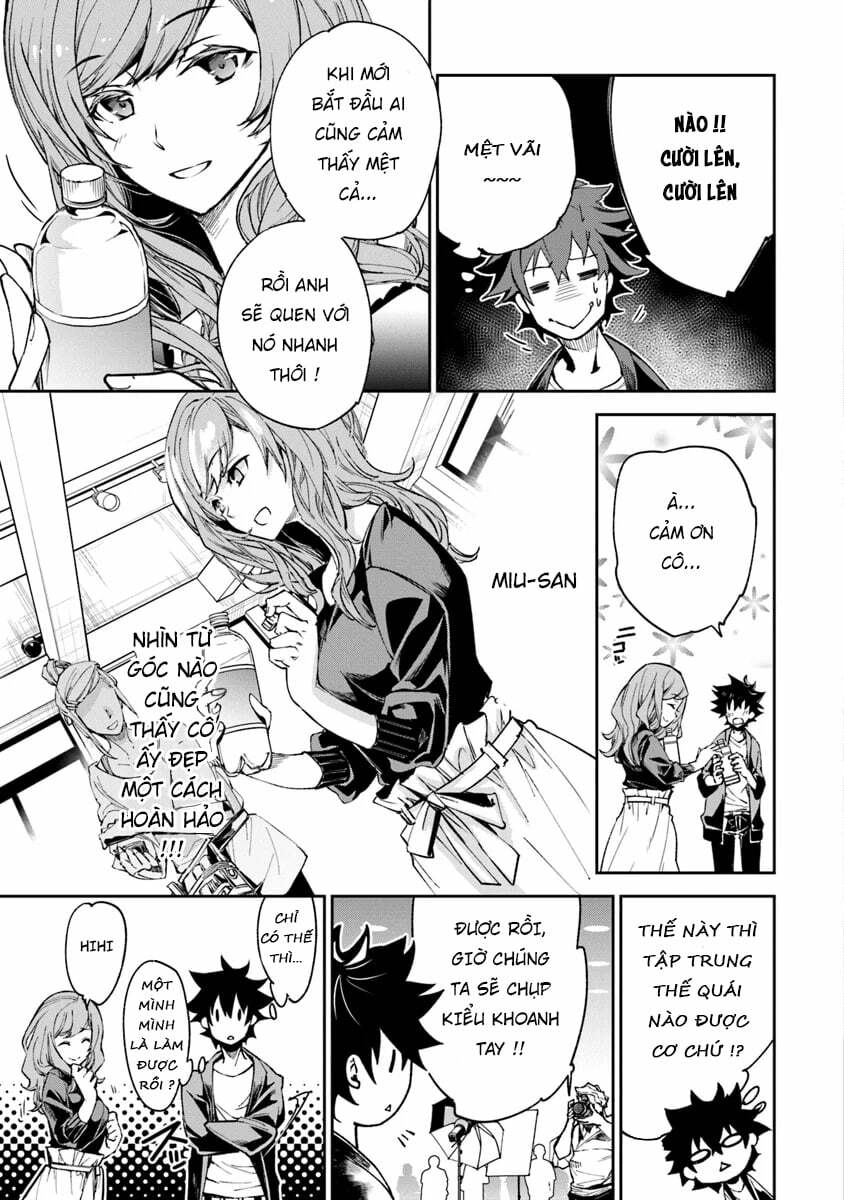 NÀO !!
CƯỜI LÊN,
CƯỜI LÊN
MỆT VÃI
~~~
KHI MỚI
BẮT ĐẦU AI
CŨNG CẢM
THẤY MỆT
CẢ...
RỒI ANH
SẼ QUEN VỚI
NÓ NHANH
THÔI !
À...
CẢM ƠN
CÔ...
MIU-SAN
NHÌN TỪ
GÓC NÀO
CŨNG
THẤY CÔ
ẤY ĐẸP
MỘT CÁCH
HOÀN HẢO
!!!
THẾ NÀY THÌ
TẬP TRUNG
THẾ QUÁI
NÀO ĐƯỢC
CƠ CHỨ !?
ĐƯỢC RỒI,
GIỜ CHÚNG
TA SẼ CHỤP
KIỂU KHOANH
TAY !!
CHỈ
CÓ THẾ
THÌ...
MỘT MÌNH
MÌNH
LÀ LÀM
ĐƯỢC
RỒI ?
HIHI